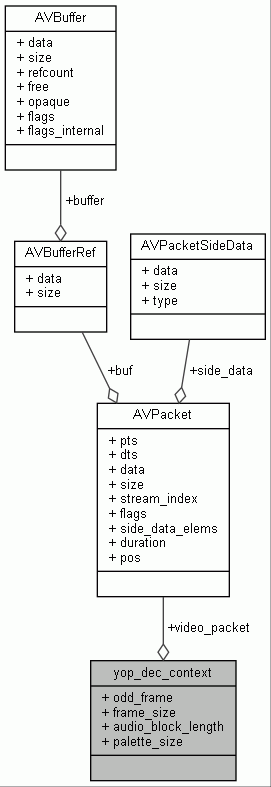 AVBuffer
+ data
+ size
+ refcount
+ free
+ opaque
+ flags
+ flags_internal
+buffer
AVBufferRef
+ data
+ size
AVPacketSideData
+ data
+ size
+ type
+buf
+side_data
AVPacket
+ pts
+ dts
+ data
+ size
+ stream_index
+ flags
+ side_data_elems
+ duration
+ pos
+video_packet
yop_dec_context
+ odd_frame
+ frame_size
+ audio_block_length
+ palette_size